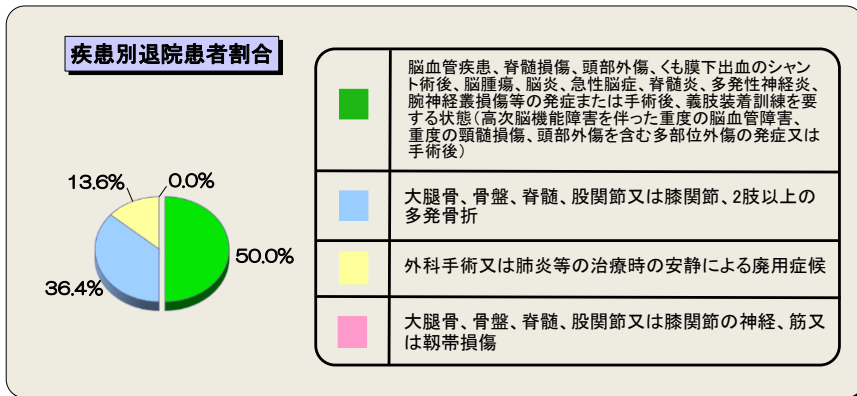 疾患別退院患者割合
13.6%
0.0%
50.0%
36.4%
脳血管疾患、脊髄損傷、頭部外傷、くも膜下出血のシャン
ト術後、脳腫瘍、脳炎、急性脳症、脊髄炎、多発性神経炎、
腕神経叢損傷等の発症または手術後、義肢装着訓練を要
する状態（高次脳機能障害を伴った重度の脳血管障害、
重度の頸髄損傷、頭部外傷を含む多部位外傷の発症又は
手術後）
大腿骨、骨盤、脊髄、股関節又は膝関節、2肢以上の
多発骨折
外科手術又は肺炎等の治療時の安静による廃用症候
大腿骨、骨盤、脊髄、股関節又は膝関節の神経、筋又
は靭帯損傷